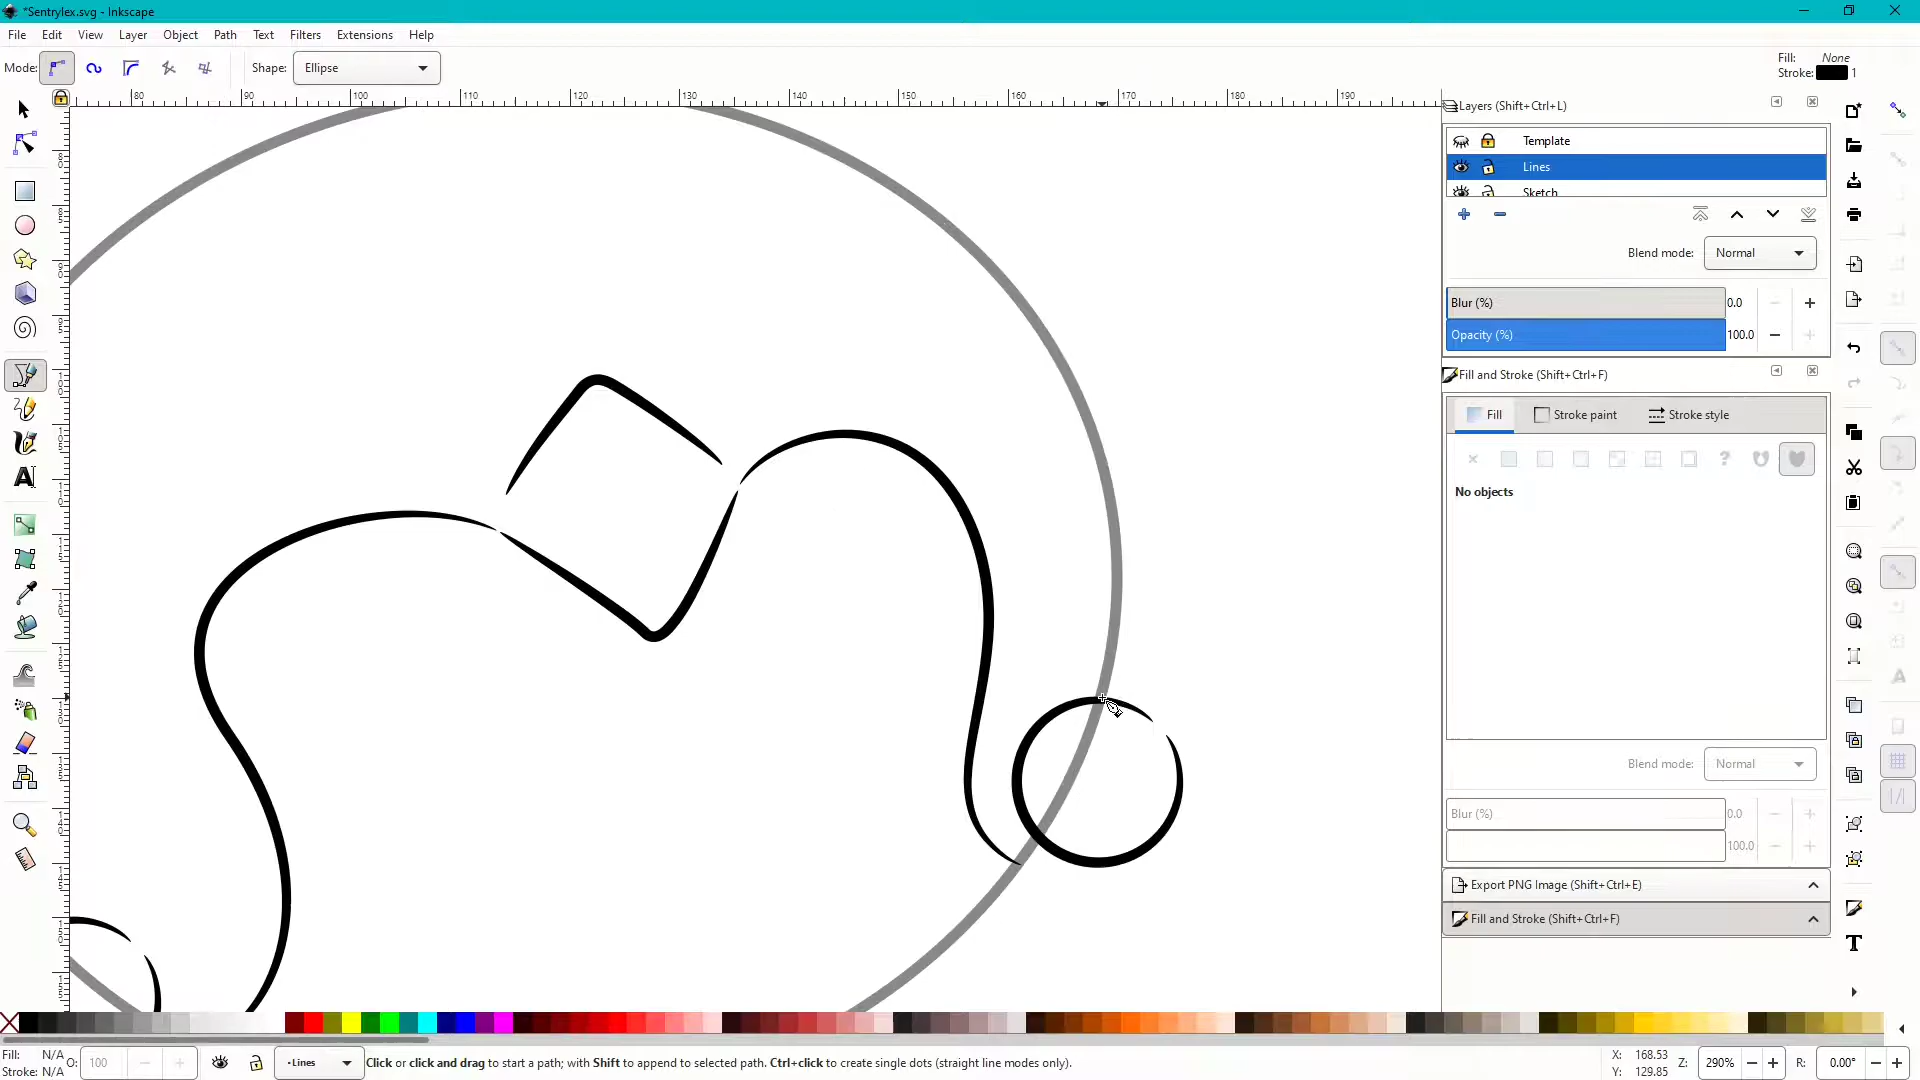 *Sentrylex.svg - Inkscape
File Edit View Layer Object Path Text Filters Extensions Help
Mode: Shape: Ellipse
Fill: None
Stroke: 1
80 90 100 110 120 130 140 150 160 170 180 190
Layers (Shift+Ctrl+L)
Template
Lines
Sketch
Blend mode: Normal
Blur (%) 0.0
Opacity (%) 100.0
Fill and Stroke (Shift+Ctrl+F)
Fill Stroke paint Stroke style
No objects
Blend mode: Normal
Blur (%) 0.0
100.0
Export PNG Image (Shift+Ctrl+E)
Fill and Stroke (Shift+Ctrl+F)
Fill: N/A
Stroke: N/A
O: 100
•Lines
Click or click and drag to start a path; with Shift to append to selected path. Ctrl+click to create single dots (straight line modes only).
X: 168.53
Y: 129.85
Z: 290%
R: 0.00°